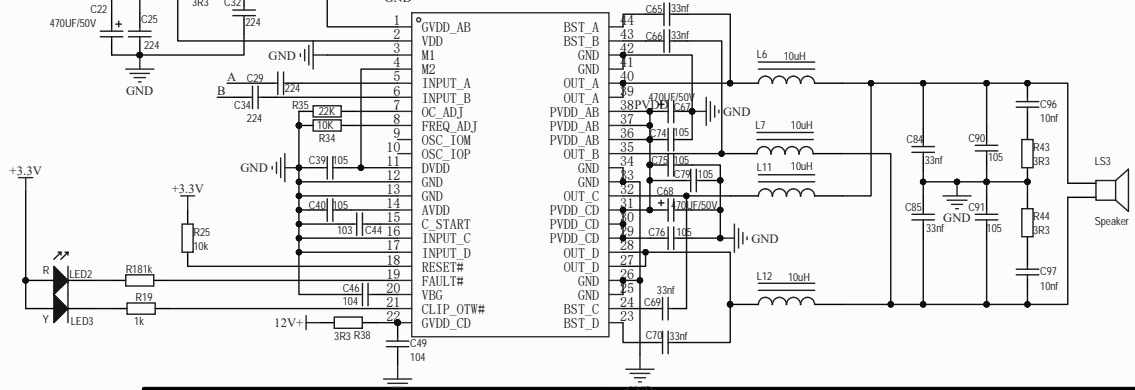 GND
C22
470UF/50V
+
C25
224
3R3
C32
224
GND
A
C29
224
B
C34
224
GND
R35
22K
10K
R34
GND
C39
105
C40
105
103
C44
+3.3V
+3.3V
R25
10k
R
LED2
R181k
Y
LED3
R19
1k
C46
104
12V+
3R3
R38
C49
104
1
GVDD_AB
2
VDD
3
M1
4
M2
5
INPUT_A
6
INPUT_B
7
OC_ADJ
8
FREQ_ADJ
9
OSC_IOM
10
OSC_IOP
11
DVDD
12
GND
13
GND
14
AVDD
15
C_START
16
INPUT_C
17
INPUT_D
18
RESET#
19
FAULT#
20
VBG
21
CLIP_OTW#
22
GVDD_CD
BST_A
44
BST_B
43
GND
42
GND
41
OUT_A
40
OUT_A
39
PVDD_AB
38
PVDD
PVDD_AB
37
PVDD_AB
36
OUT_B
35
GND
34
GND
33
OUT_C
32
PVDD_CD
31
PVDD_CD
30
PVDD_CD
29
OUT_D
28
OUT_D
27
GND
26
GND
25
BST_C
24
BST_D
23
C65
33nf
C66
33nf
470UF/50V
+
C67
GND
C74
105
C75
105
C79
105
C68
+
470UF/50V
C76
105
GND
33nf
C69
C70
33nf
L6
10uH
L7
10uH
L11
10uH
L12
10uH
C84
33nf
C85
33nf
GND
C90
105
C91
105
C96
10nf
R43
3R3
R44
3R3
C97
10nf
LS3
Speaker